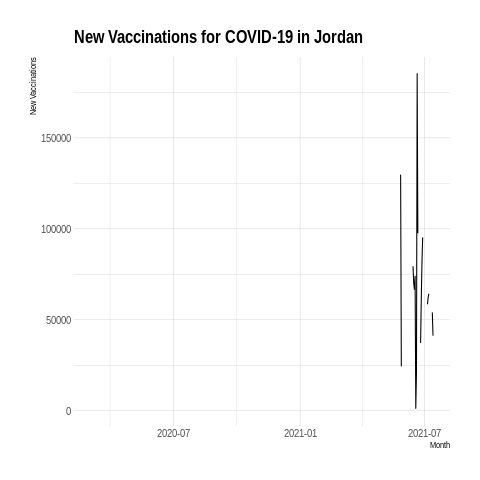 New Vaccinations for COVID-19 in Jordan
New Vaccinations
150000
100000
50000
0
2020-07
2021-01
2021-07
Month